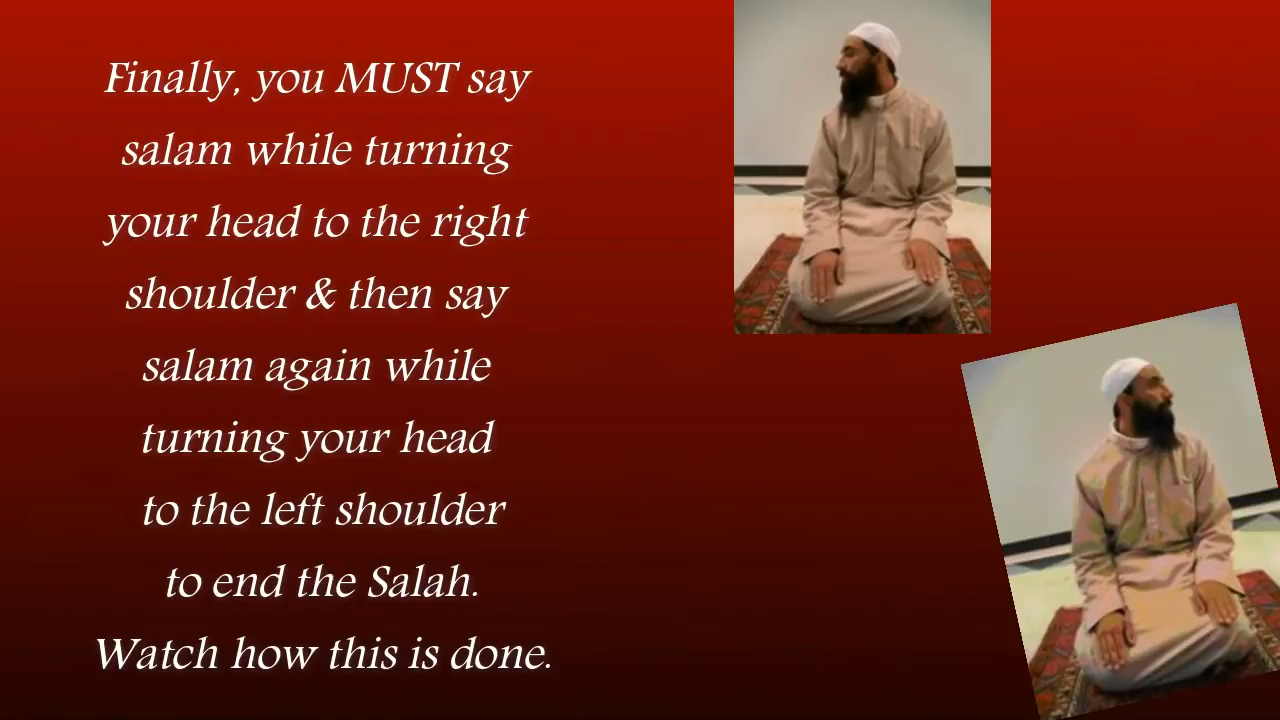 Finally, you MUST say
salam while turning
your head to the right
shoulder & then say
salam again while
turning your head
to the left shoulder
to end the Salah.
Watch how this is done.